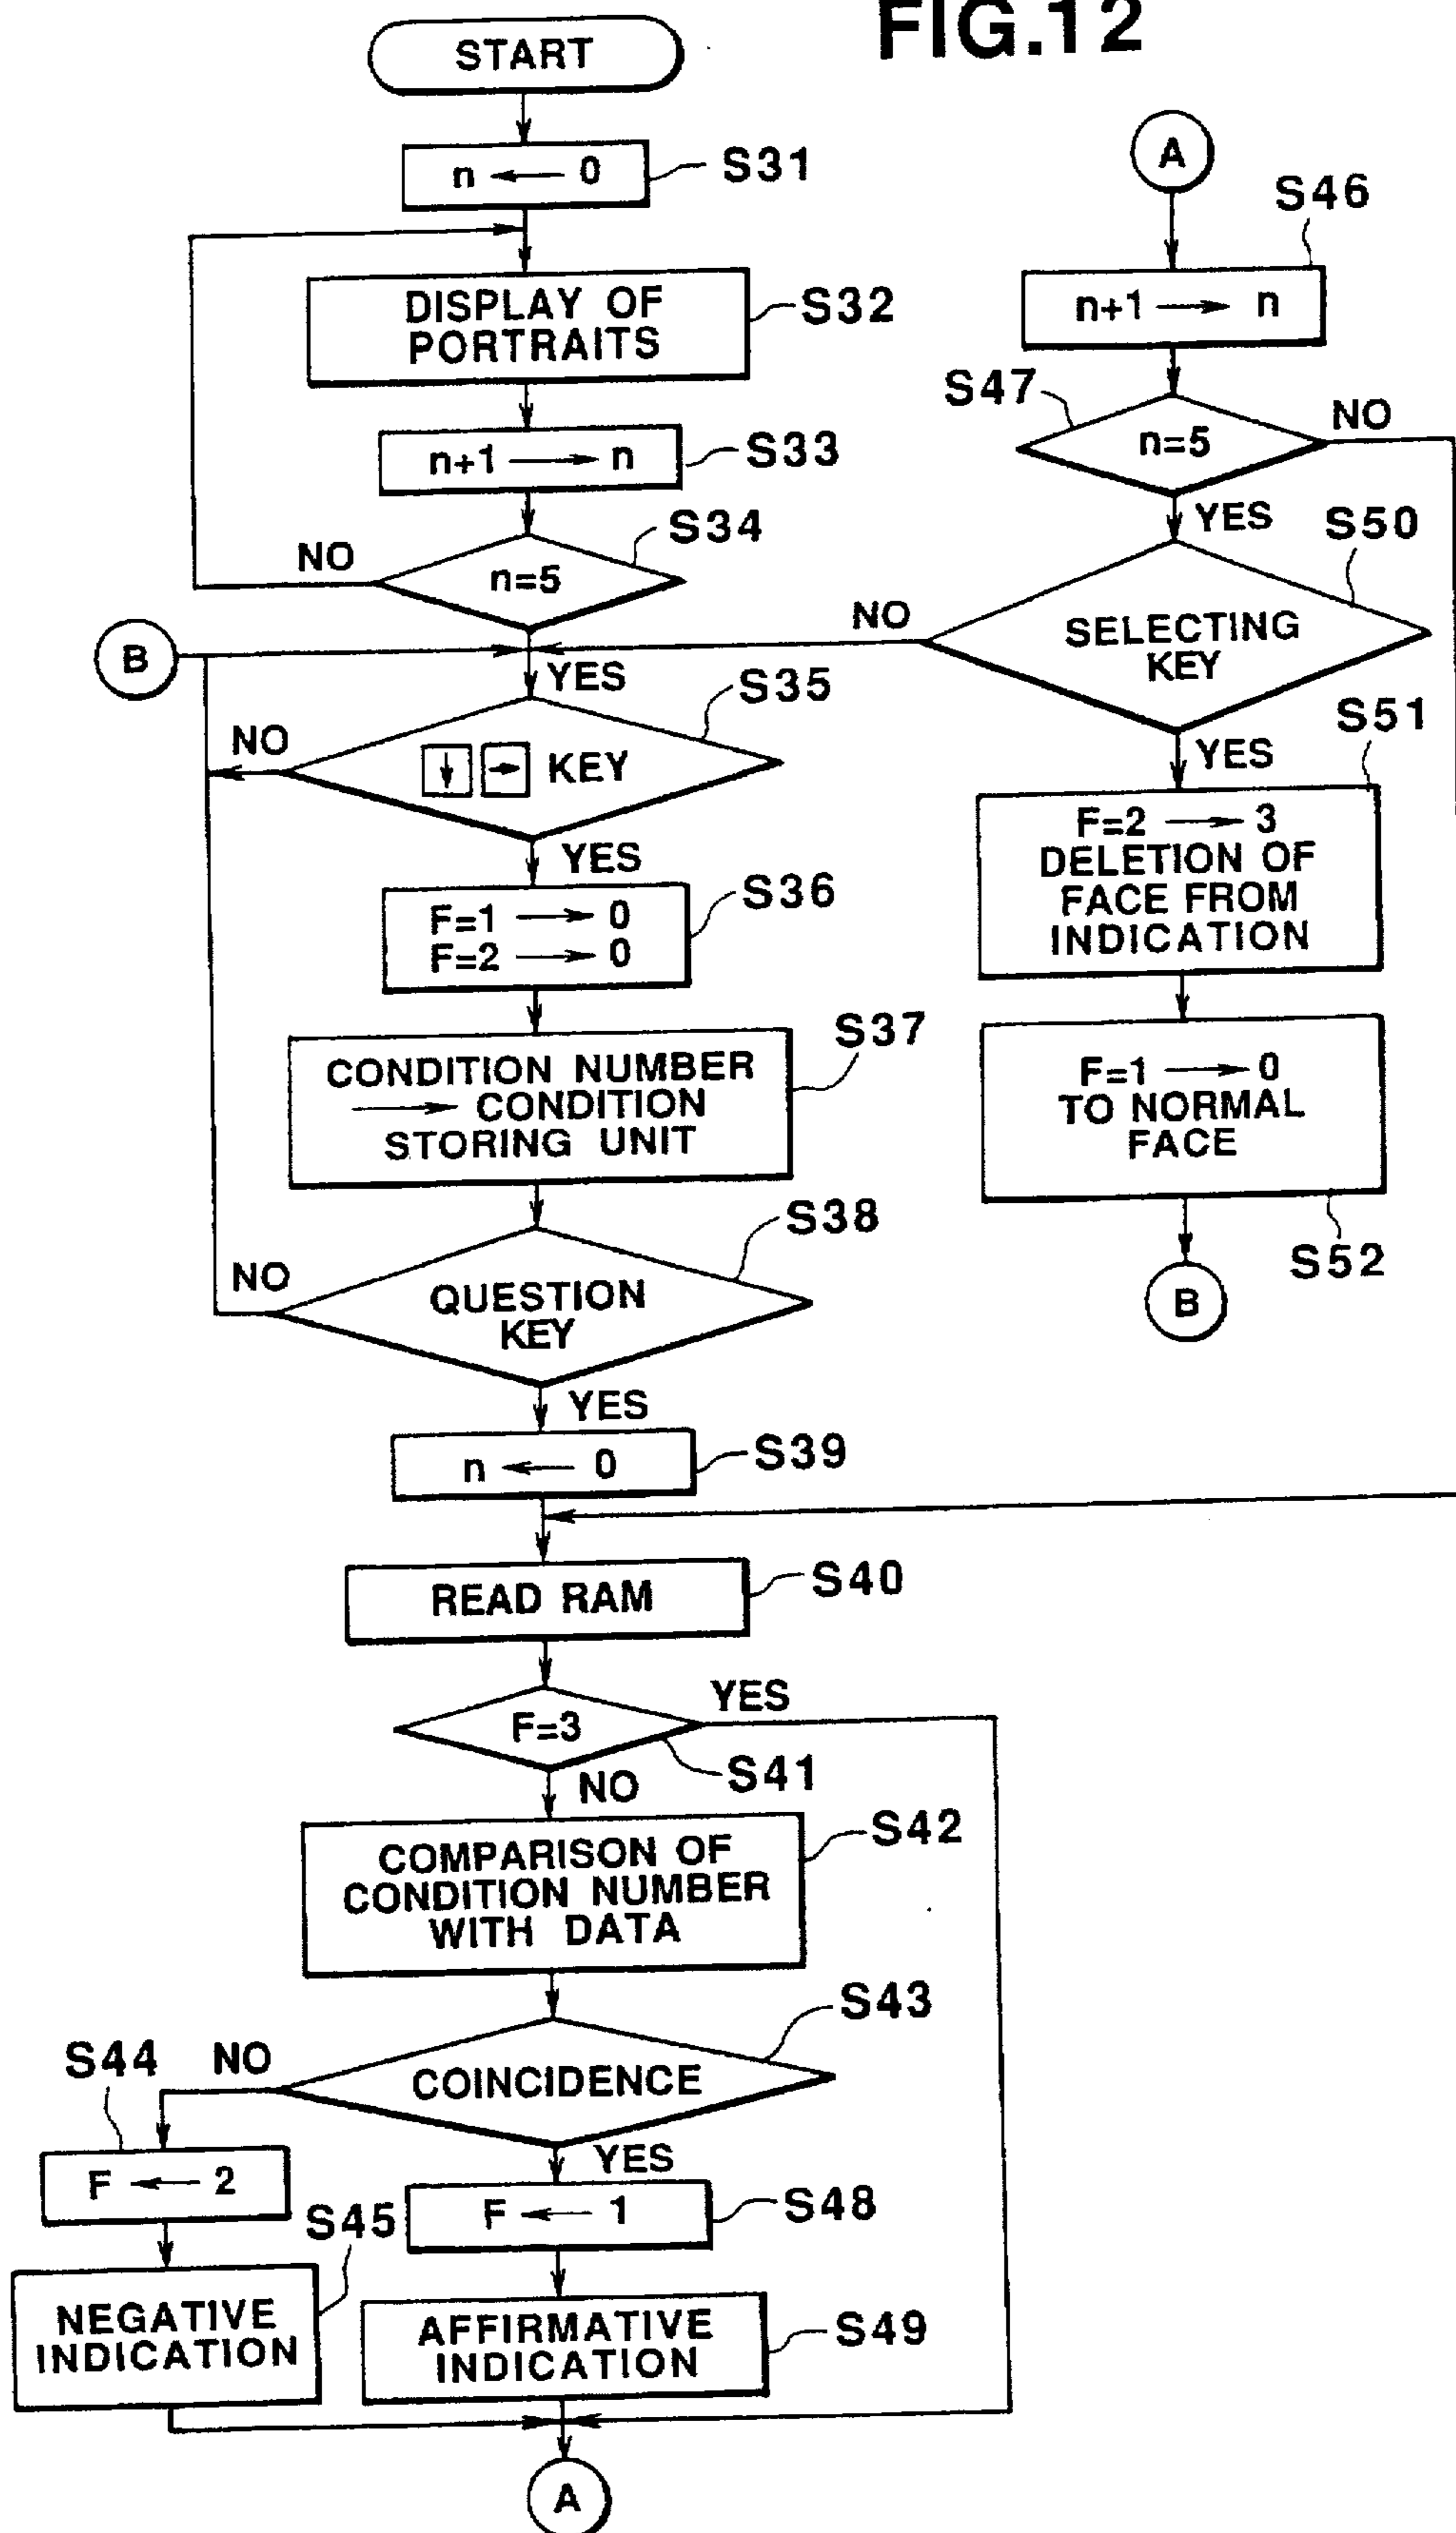 FIG.12
START
n ← 0
S31
DISPLAY OF
PORTRAITS
S32
n+1 → n
S33
S34
n=5
NO
B
YES
S35
NO
↓ → KEY
YES
S36
F=1 → 0
F=2 → 0
S37
CONDITION NUMBER
→ CONDITION
STORING UNIT
S38
NO
QUESTION
KEY
YES
n ← 0
S39
READ RAM
S40
YES
F=3
S41
NO
S42
COMPARISON OF
CONDITION NUMBER
WITH DATA
S43
NO
COINCIDENCE
S44
F ← 2
S45
NEGATIVE
INDICATION
YES
F ← 1
S48
AFFIRMATIVE
INDICATION
S49
A
A
S46
n+1 → n
S47
n=5
NO
YES
S50
NO
SELECTING
KEY
S51
YES
F=2 → 3
DELETION OF
FACE FROM
INDICATION
F=1 → 0
TO NORMAL
FACE
S52
B